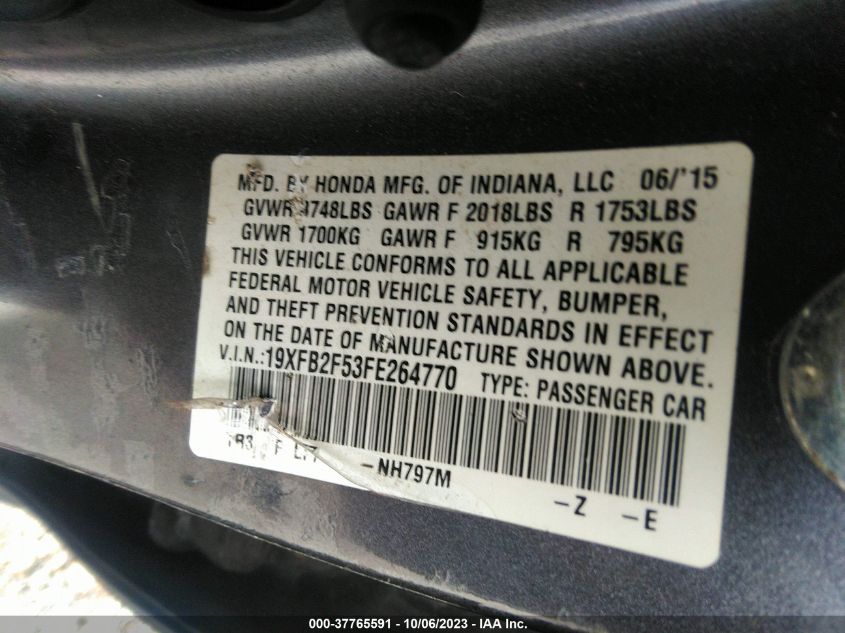 MFD. BY HONDA MFG. OF INDIANA, LLC 06/'15
GVWR 3748LBS GAWR F 2018LBS R 1753LBS
GVWR 1700KG GAWR F 915KG R 795KG
THIS VEHICLE CONFORMS TO ALL APPLICABLE
FEDERAL MOTOR VEHICLE SAFETY, BUMPER,
AND THEFT PREVENTION STANDARDS IN EFFECT
ON THE DATE OF MANUFACTURE SHOWN ABOVE.
V.I.N.:19XFB2F53FE264770 TYPE: PASSENGER CAR
-NH797M
-Z -E
000-37765591 - 10/06/2023 - IAA Inc.